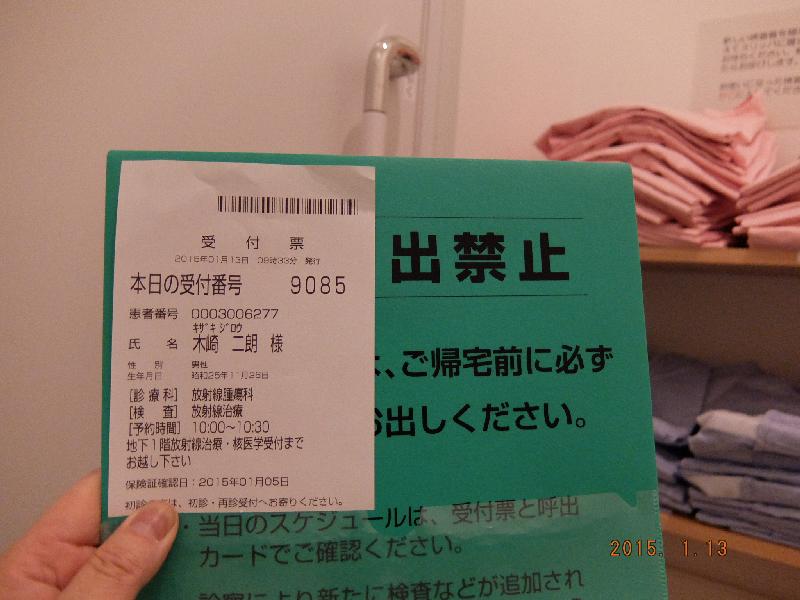 受付票
2015年01月13日 09時33分 発行
本日の受付番号 9085
患者番号 0003006277
キザキ ジロウ
氏 名 木崎 二朗 様
性 別 男性
生年月日 昭和25年11月28日
[診療科] 放射線腫瘍科
[検 査] 放射線治療
[予約時間] 10:00～10:30
地下1階放射線治療・核医学受付まで
お越し下さい
保険証確認日：2015年01月05日
は、初診・再診受付へお寄りください。
出禁止
は、ご帰宅前に必ず
お出しください。
・当日のスケジュールは、受付票と呼出
カードでご確認ください。
診察により新たに検査などが追加され
2015. 1.13